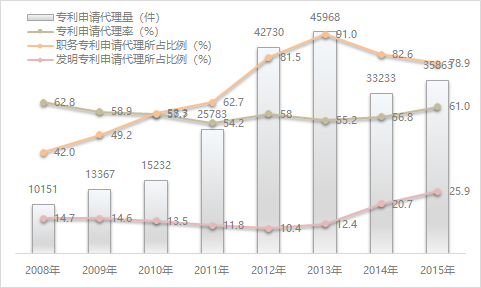 专利申请代理量（件）
专利申请代理率（%）
职务专利申请代理所占比例（%）
发明专利申请代理所占比例（%）
10151 13367 15232 25783 42730 45968 33233 35863
62.8 58.9 54.2 58 55.2 56.8 61.0
42.0 49.2 58.3 62.7 81.5 91.0 82.6 78.9
14.7 14.6 13.5 11.8 10.4 12.4 20.7 25.9
2008年 2009年 2010年 2011年 2012年 2013年 2014年 2015年